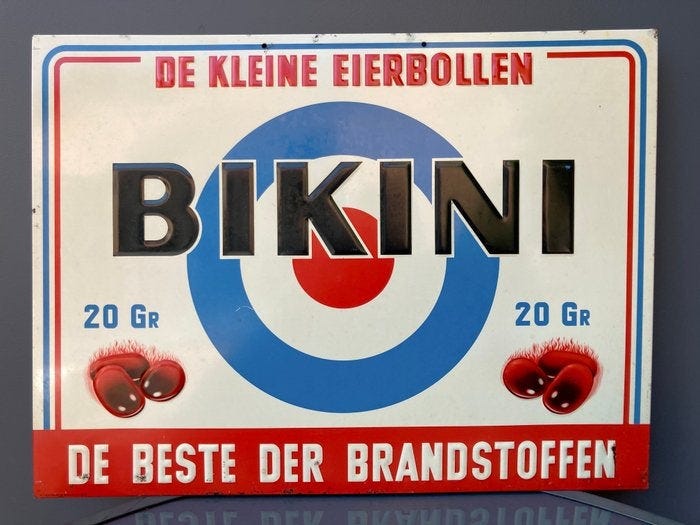 DE KLEINE EIERBOLLEN
BIKINI
20 GR
20 GR
DE BESTE DER BRANDSTOFFEN